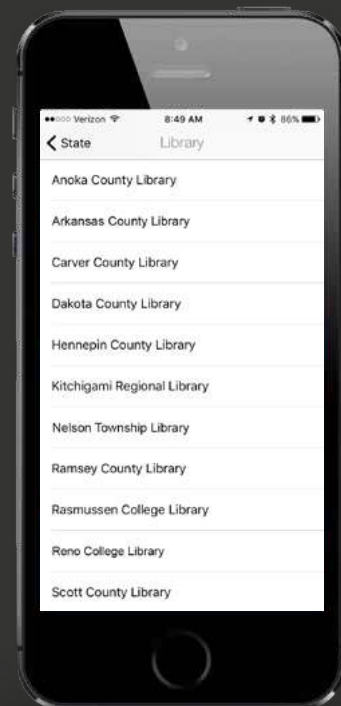 Verizon 8:49 AM 86%
State Library
Anoka County Library
Arkansas County Library
Carver County Library
Dakota County Library
Hennepin County Library
Kitchigami Regional Library
Nelson Township Library
Ramsey County Library
Rasmussen College Library
Reno College Library
Scott County Library